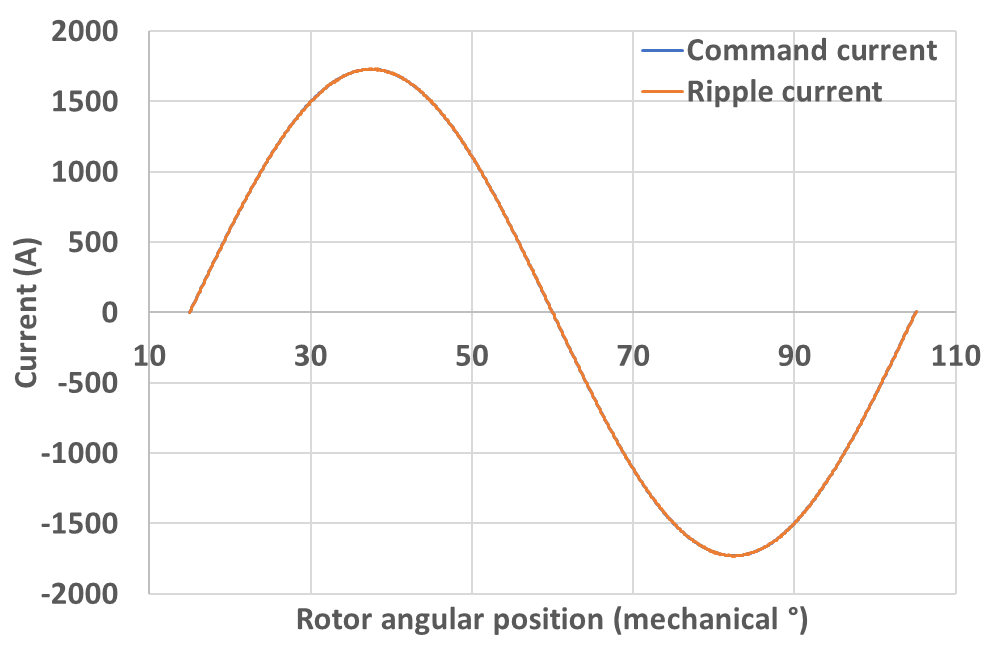 2000
Command current
Ripple current
1500
1000
500
0
10 30 50 70 90 110
-500
-1000
-1500
-2000
Current (A)
Rotor angular position (mechanical °)